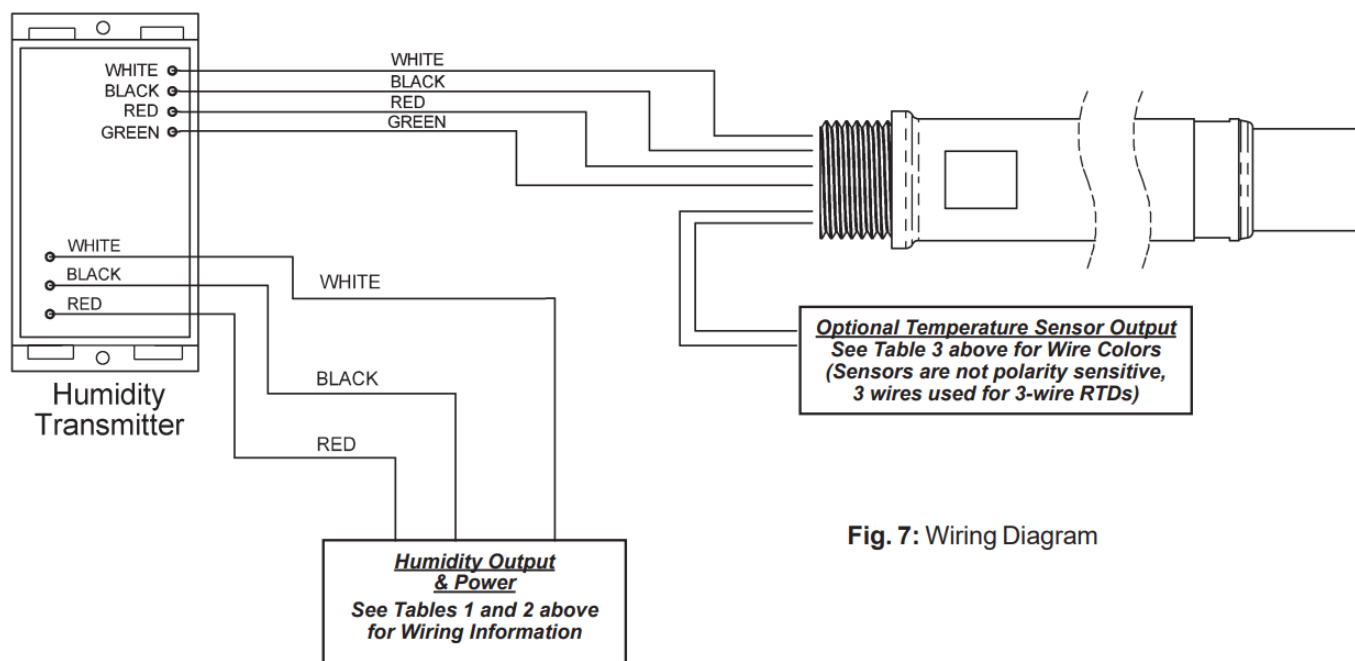 WHITE
BLACK
RED
GREEN
WHITE
BLACK
RED
GREEN
WHITE
BLACK
RED
WHITE
BLACK
RED
Humidity
Transmitter
Optional Temperature Sensor Output
See Table 3 above for Wire Colors
(Sensors are not polarity sensitive,
3 wires used for 3-wire RTDs)
Humidity Output
& Power
See Tables 1 and 2 above
for Wiring Information
Fig. 7: Wiring Diagram